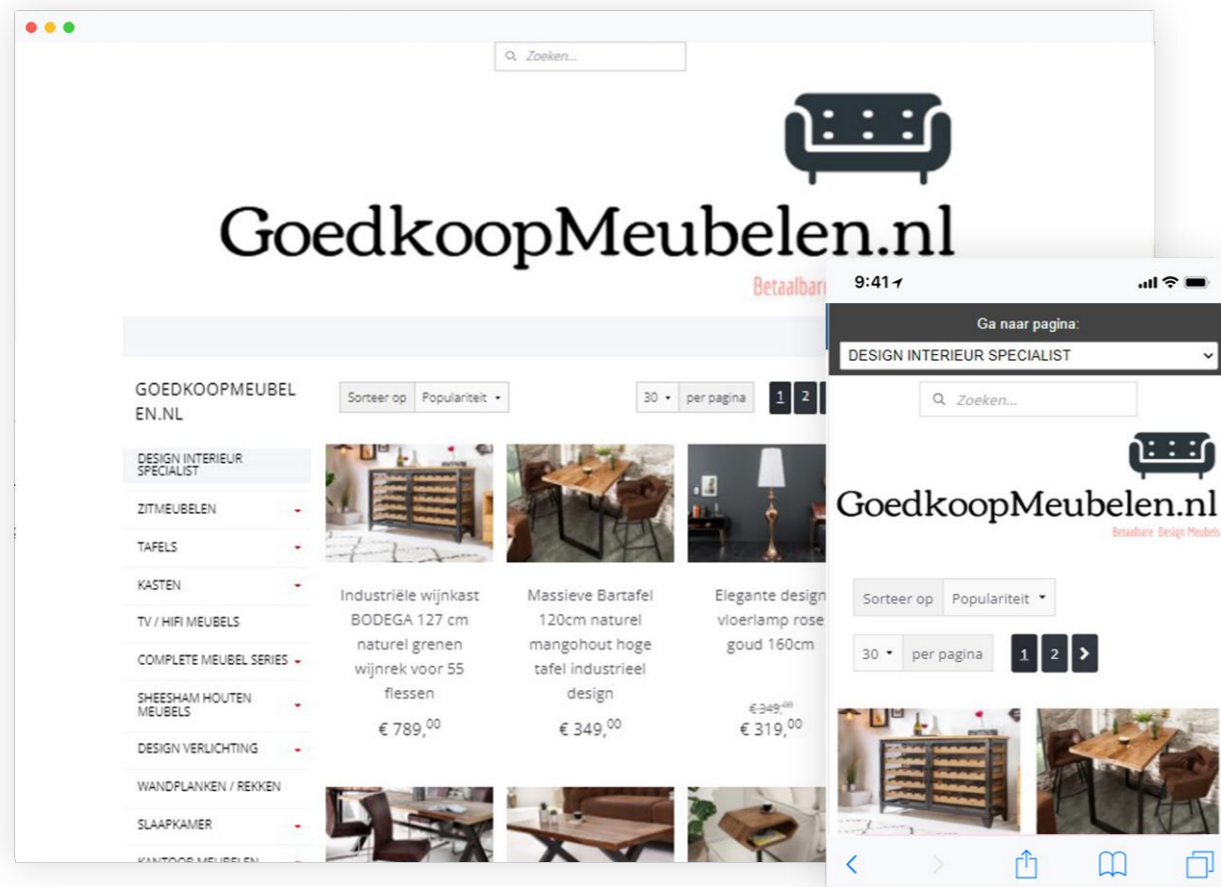 Zoeken...
GoedkoopMeubelen.nl
Betaalbare
GOEDKOOPMEUBEL
EN.NL
Sorteer op Populariteit
30 per pagina 1 2
DESIGN INTERIEUR
SPECIALIST
ZITMEUBELEN
TAFELS
KASTEN
TV / HIFI MEUBELS
COMPLETE MEUBEL SERIES
SHEESHAM HOUTEN
MEUBELS
DESIGN VERLICHTING
WANDPLANKEN / REKKEN
SLAAPKAMER
KANTOOR MEUBELEN
Industriële wijnkast
BODEGA 127 cm
naturel grenen
wijnrek voor 55
flessen
€ 789,00
Massieve Bartafel
120cm naturel
mangohout hoge
tafel industrieel
design
€ 349,00
Elegante design
vloerlamp rose
goud 160cm
€ 349,00
€ 319,00
9:41
Ga naar pagina:
DESIGN INTERIEUR SPECIALIST
Zoeken...
GoedkoopMeubelen.nl
Betaalbare Design Meubels
Sorteer op Populariteit
30 per pagina 1 2